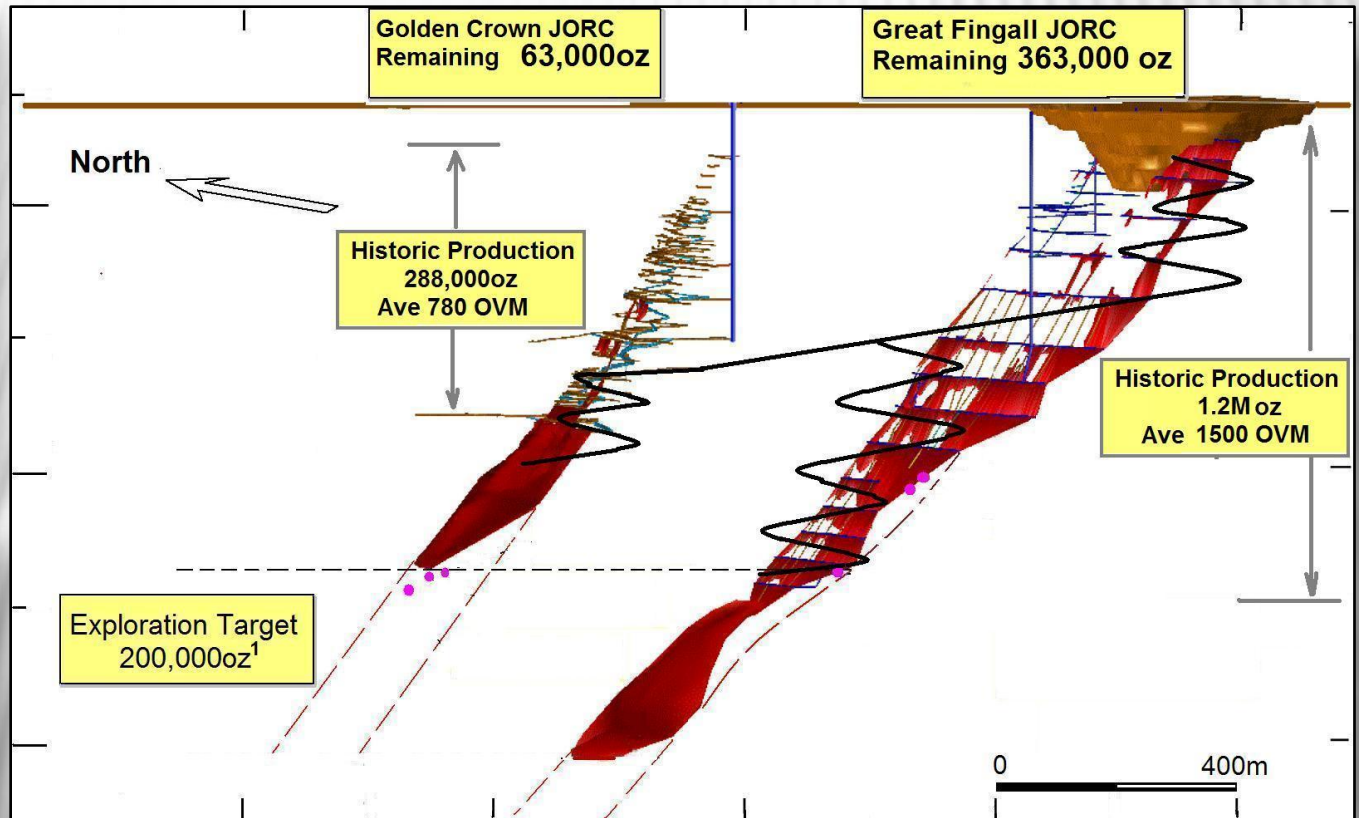 Golden Crown JORC
Remaining 63,000oz
Great Fingall JORC
Remaining 363,000 oz
North
Historic Production
288,000oz
Ave 780 OVM
Historic Production
1.2M oz
Ave 1500 OVM
Exploration Target
200,000oz¹
0 400m